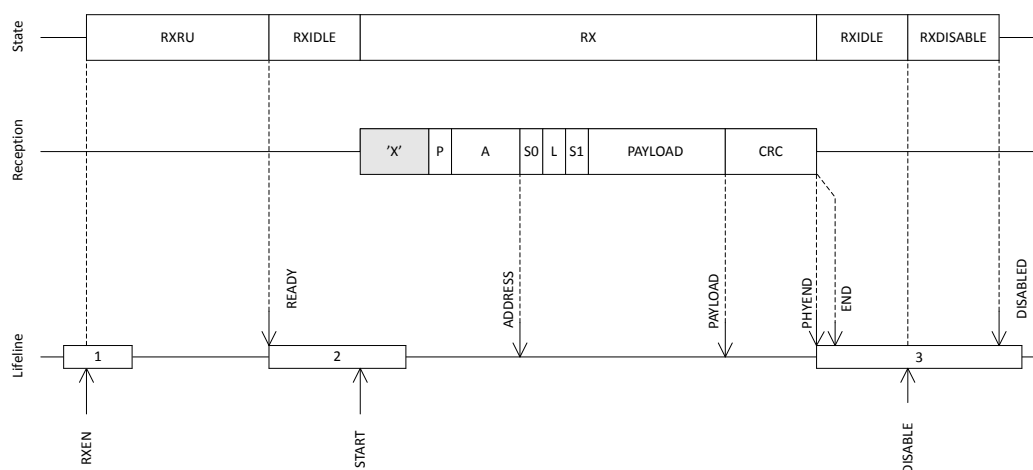 State
RXRU
RXIDLE
RX
RXIDLE
RXDISABLE
Reception
'X'
P
A
S0
L
S1
PAYLOAD
CRC
READY
ADDRESS
PAYLOAD
PHYEND
END
DISABLED
Lifeline
1
2
3
RXEN
START
DISABLE